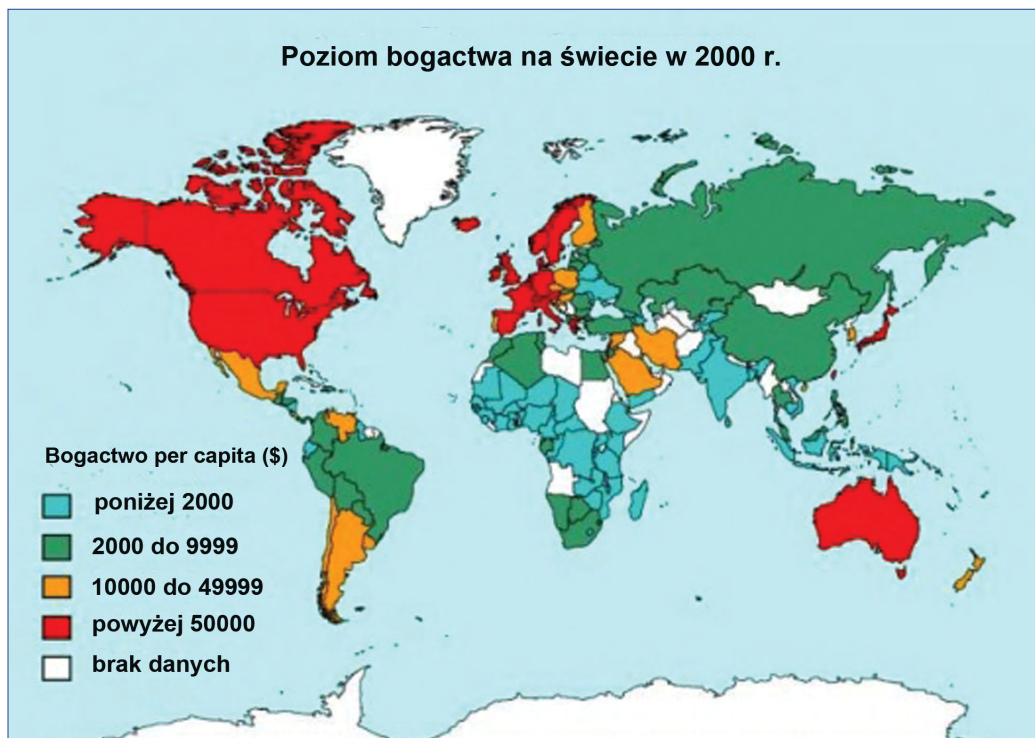 Poziom bogactwa na świecie w 2000 r.
Bogactwo per capita ($)
poniżej 2000
2000 do 9999
10000 do 49999
powyżej 50000
brak danych